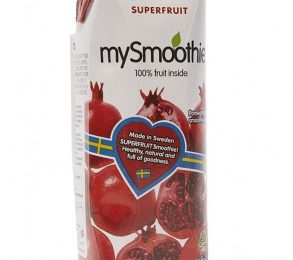 SUPERFRUIT
mySmoothie
100% fruit inside
Made in Sweden
SUPERFRUIT Smoothie!
Healthy, natural and
full of goodness.